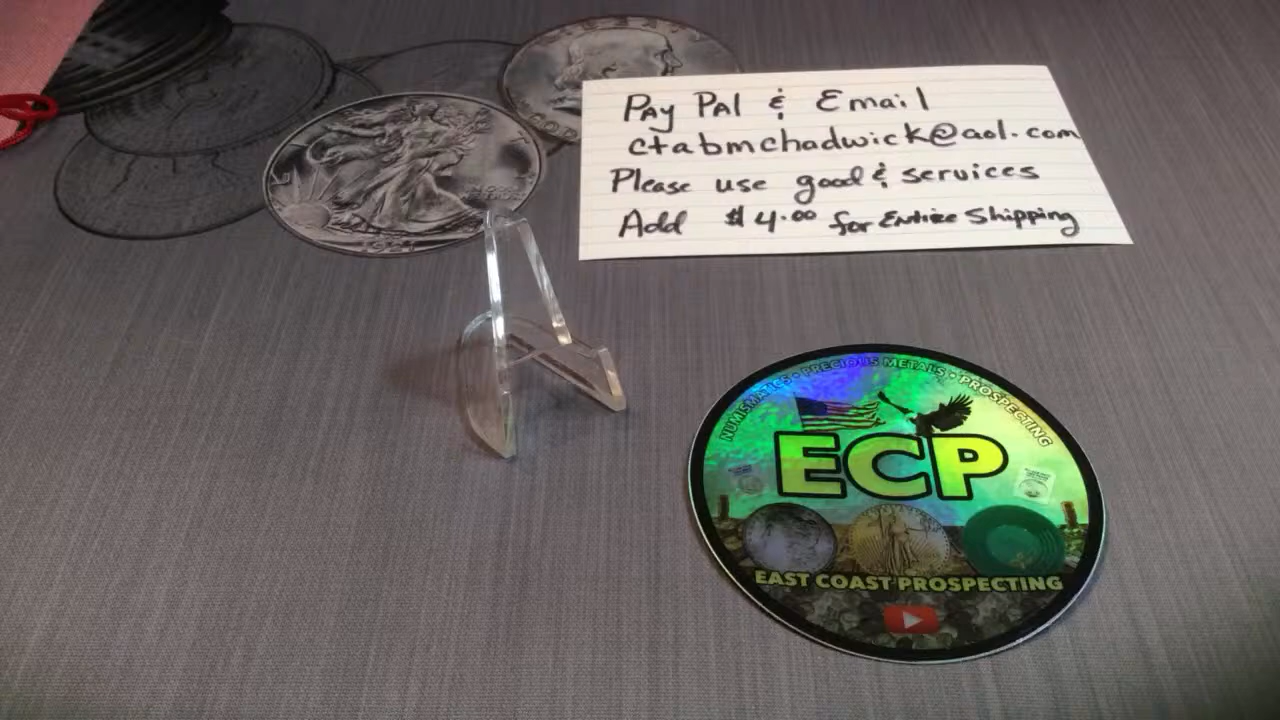 PAY PAl & Email
ctabmchadwick@aol.com
Please use good & services
Add $4.00 for Entire Shipping
NUMISMATICS • PRECIOUS METALS • PROSPECTING
ECP
EAST COAST PROSPECTING